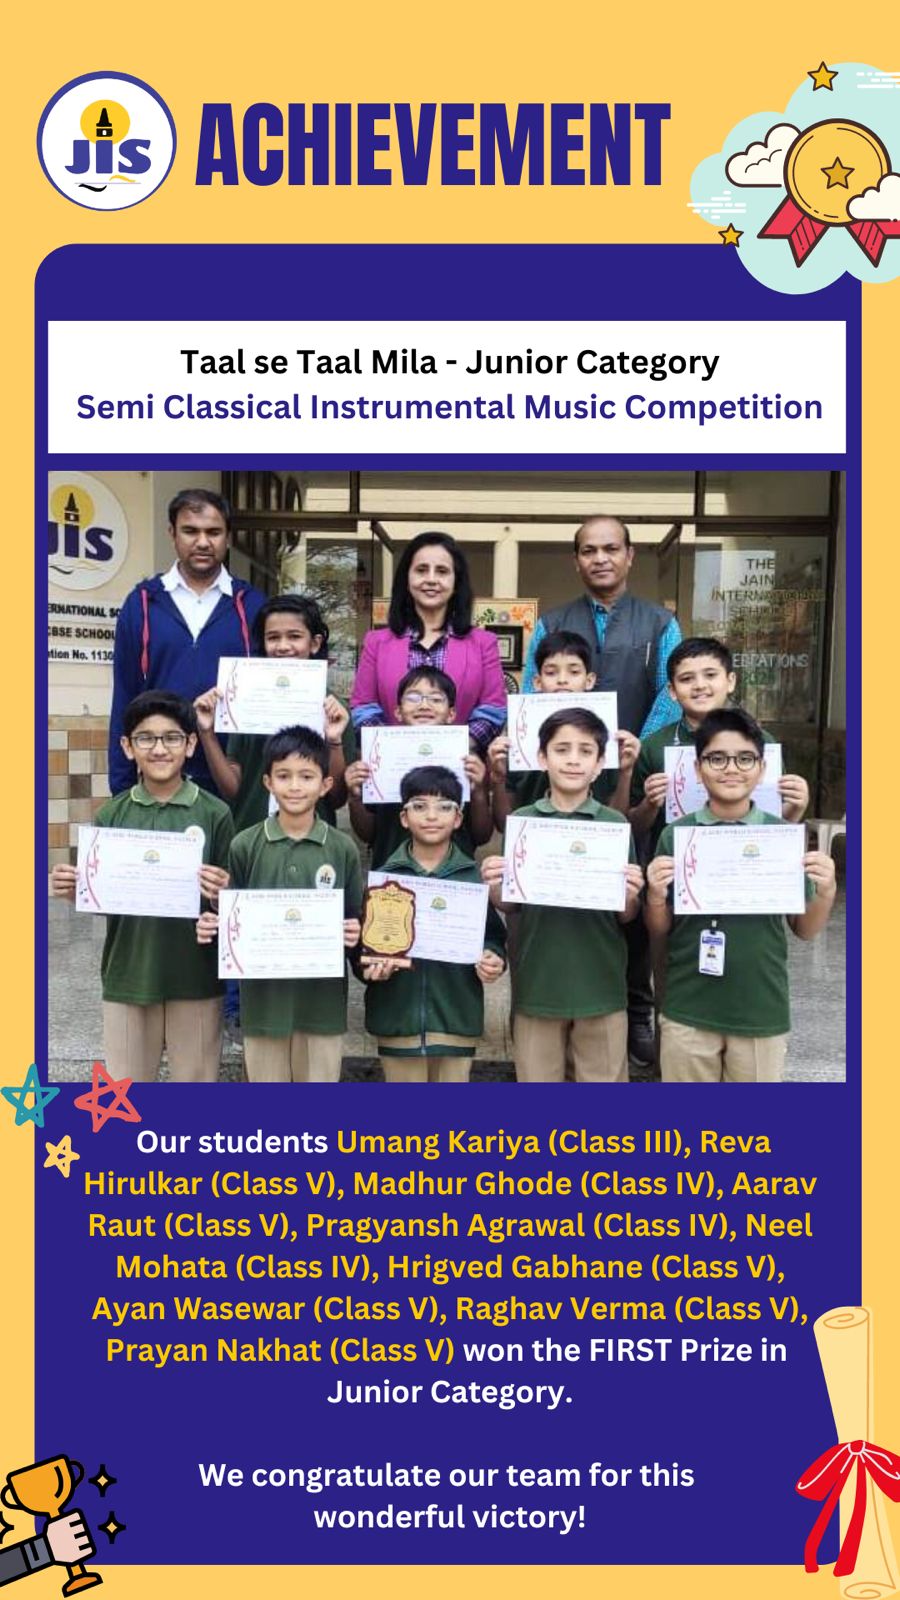 JIS
ACHIEVEMENT
Taal se Taal Mila - Junior Category
Semi Classical Instrumental Music Competition
JIS
CBSE SCHOOL
THE
JAIN
INTERNATIONAL
JIS
Our students Umang Kariya (Class III), Reva
Hirulkar (Class V), Madhur Ghode (Class IV), Aarav
Raut (Class V), Pragyansh Agrawal (Class IV), Neel
Mohata (Class IV), Hrigved Gabhane (Class V),
Ayan Wasewar (Class V), Raghav Verma (Class V),
Prayan Nakhat (Class V) won the FIRST Prize in
Junior Category.
We congratulate our team for this
wonderful victory!